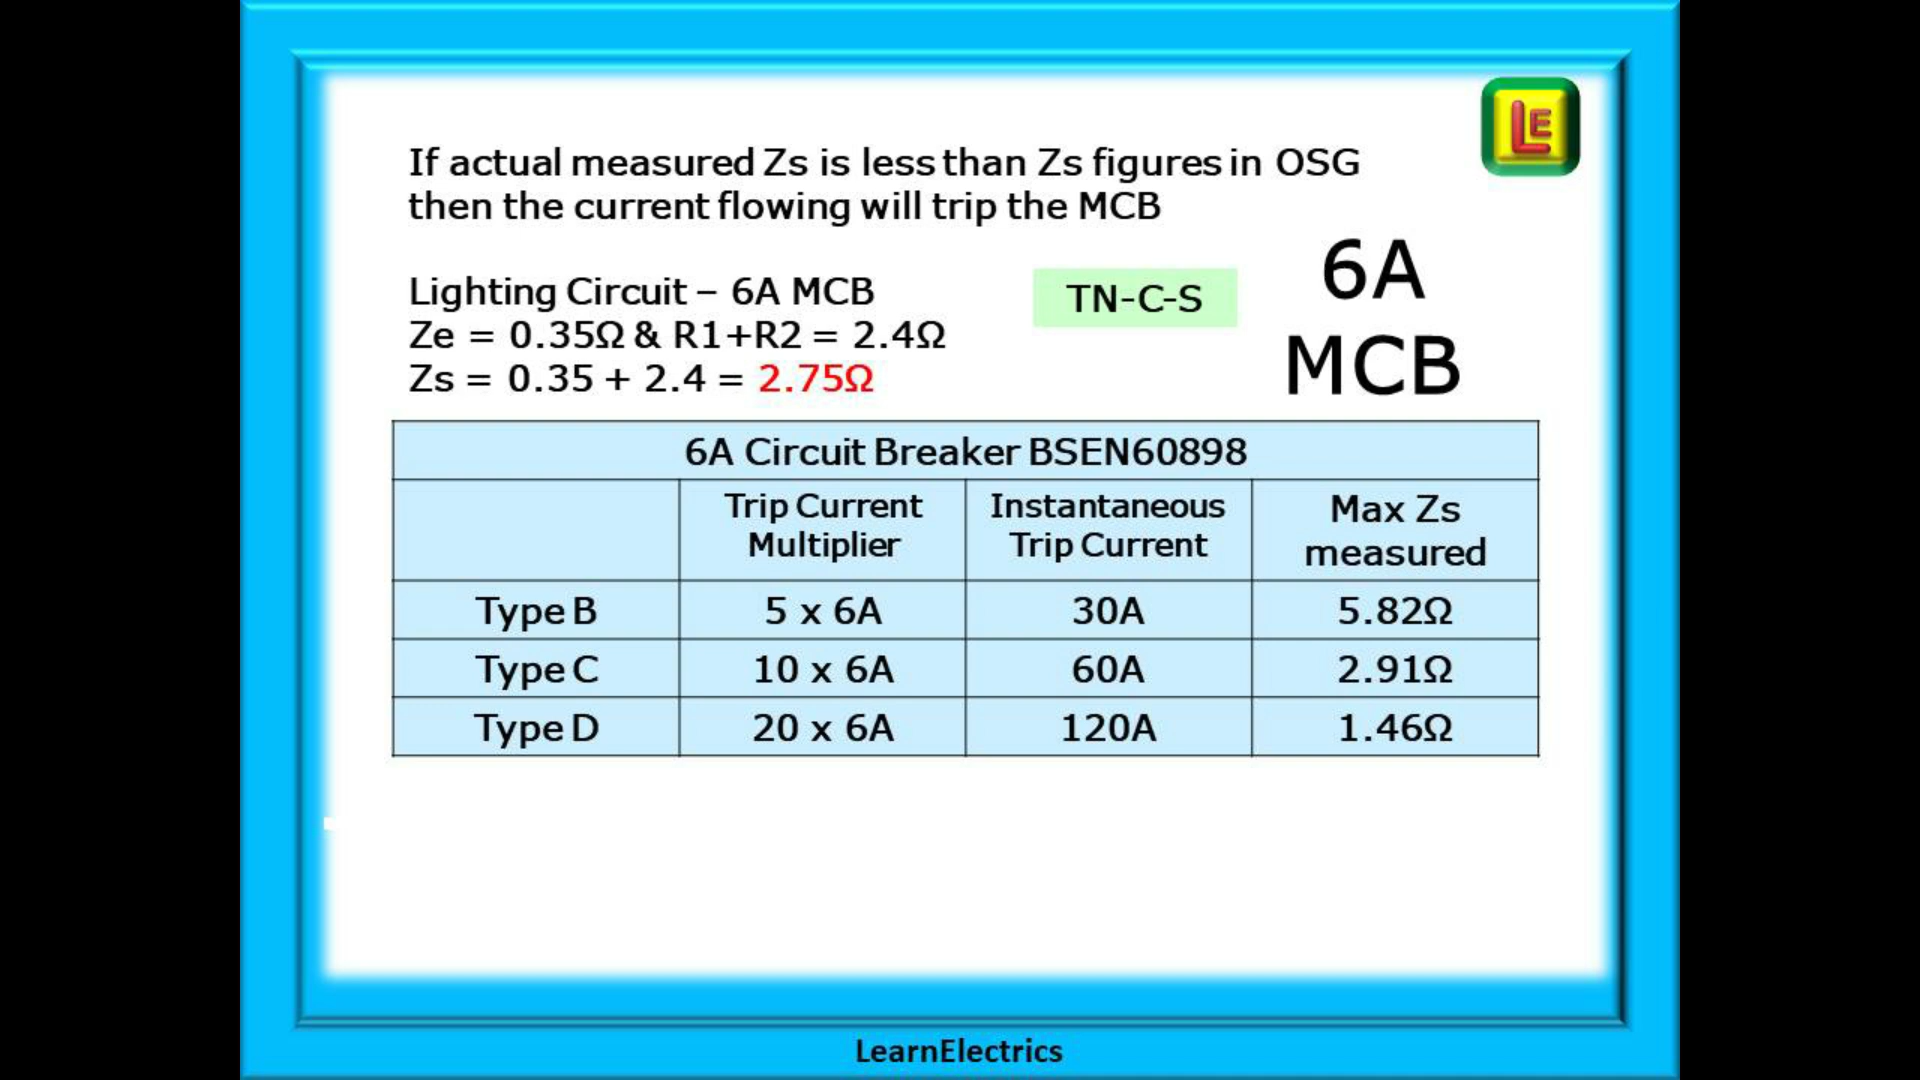 LE
If actual measured Zs is less than Zs figures in OSG
then the current flowing will trip the MCB
6A
MCB
Lighting Circuit – 6A MCB
TN-C-S
Ze = 0.35Ω & R1+R2 = 2.4Ω
Zs = 0.35 + 2.4 = 2.75Ω
6A Circuit Breaker BSEN60898
Trip Current Multiplier Instantaneous Trip Current Max Zs measured
Type B 5 x 6A 30A 5.82Ω
Type C 10 x 6A 60A 2.91Ω
Type D 20 x 6A 120A 1.46Ω
LearnElectrics